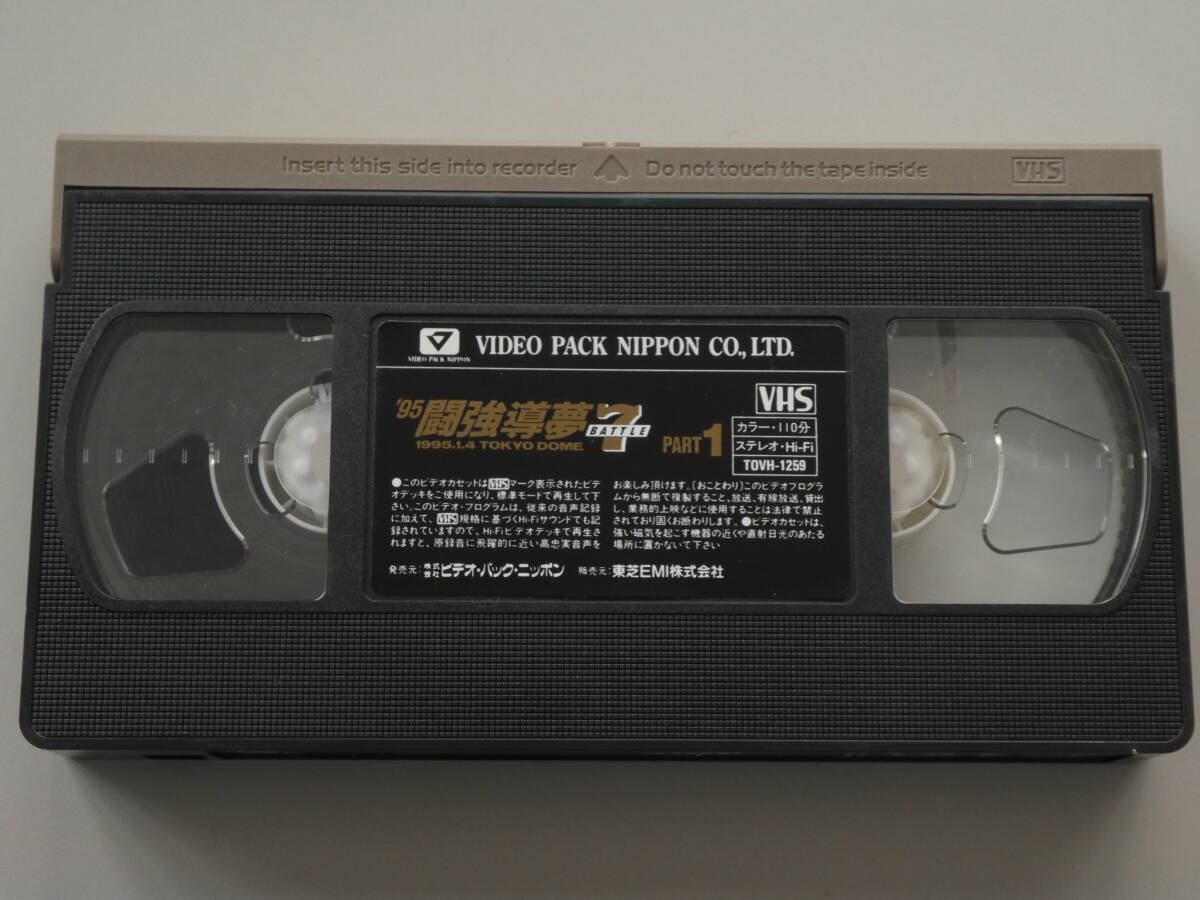 Insert this side into recorder Do not touch the tape inside VHS
VIDEO PACK NIPPON
VIDEO PACK NIPPON CO., LTD.
'95 闘強導夢 7 BATTLE
1995.1.4 TOKYO DOME
PART 1
VHS
カラー・110分
ステレオ・Hi-Fi
TOVH-1259
●このビデオカセットはVHSマーク表示されたビデ
オデッキをご使用になり、標準モードで再生して下
さい。このビデオ・プログラムは、従来の音声記録
に加えて、VHS規格に基づくHi-Fiサウンドでも記
録されていますので、Hi-Fiビデオデッキで再生さ
れますと、原録音に飛躍的に近い高忠実音声を
お楽しみ頂けます。[おことわり]このビデオプログラ
ムから無断で複製すること、放送、有線放送、貸出
し、業務的上映などに使用することは法律で禁止
されており固くお断わりします。●ビデオカセットは、
強い磁気を起こす機器の近くや直射日光のあたる
場所に置かないで下さい
発売元:株式会社ビデオ・パック・ニッポン 販売元:東芝EMI株式会社